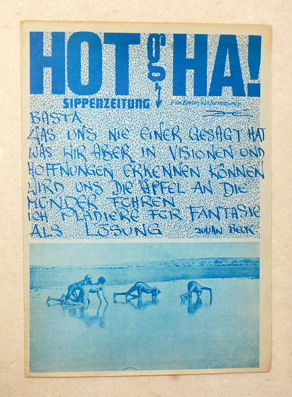 HOT g HA!
SIPPENZEITUNG
BASTA
WAS UNS NIE EINER GESAGT HAT
WAS WIR ABER IN VISIONEN UND
HOFFNUNGEN ERKENNEN KÖNNEN
WIRD UNS DIE ÄPFEL AN DIE
MÜNDER FÜHREN
ICH PLÄDIERE FÜR FANTASIE
ALS LÖSUNG JULIAN BECK